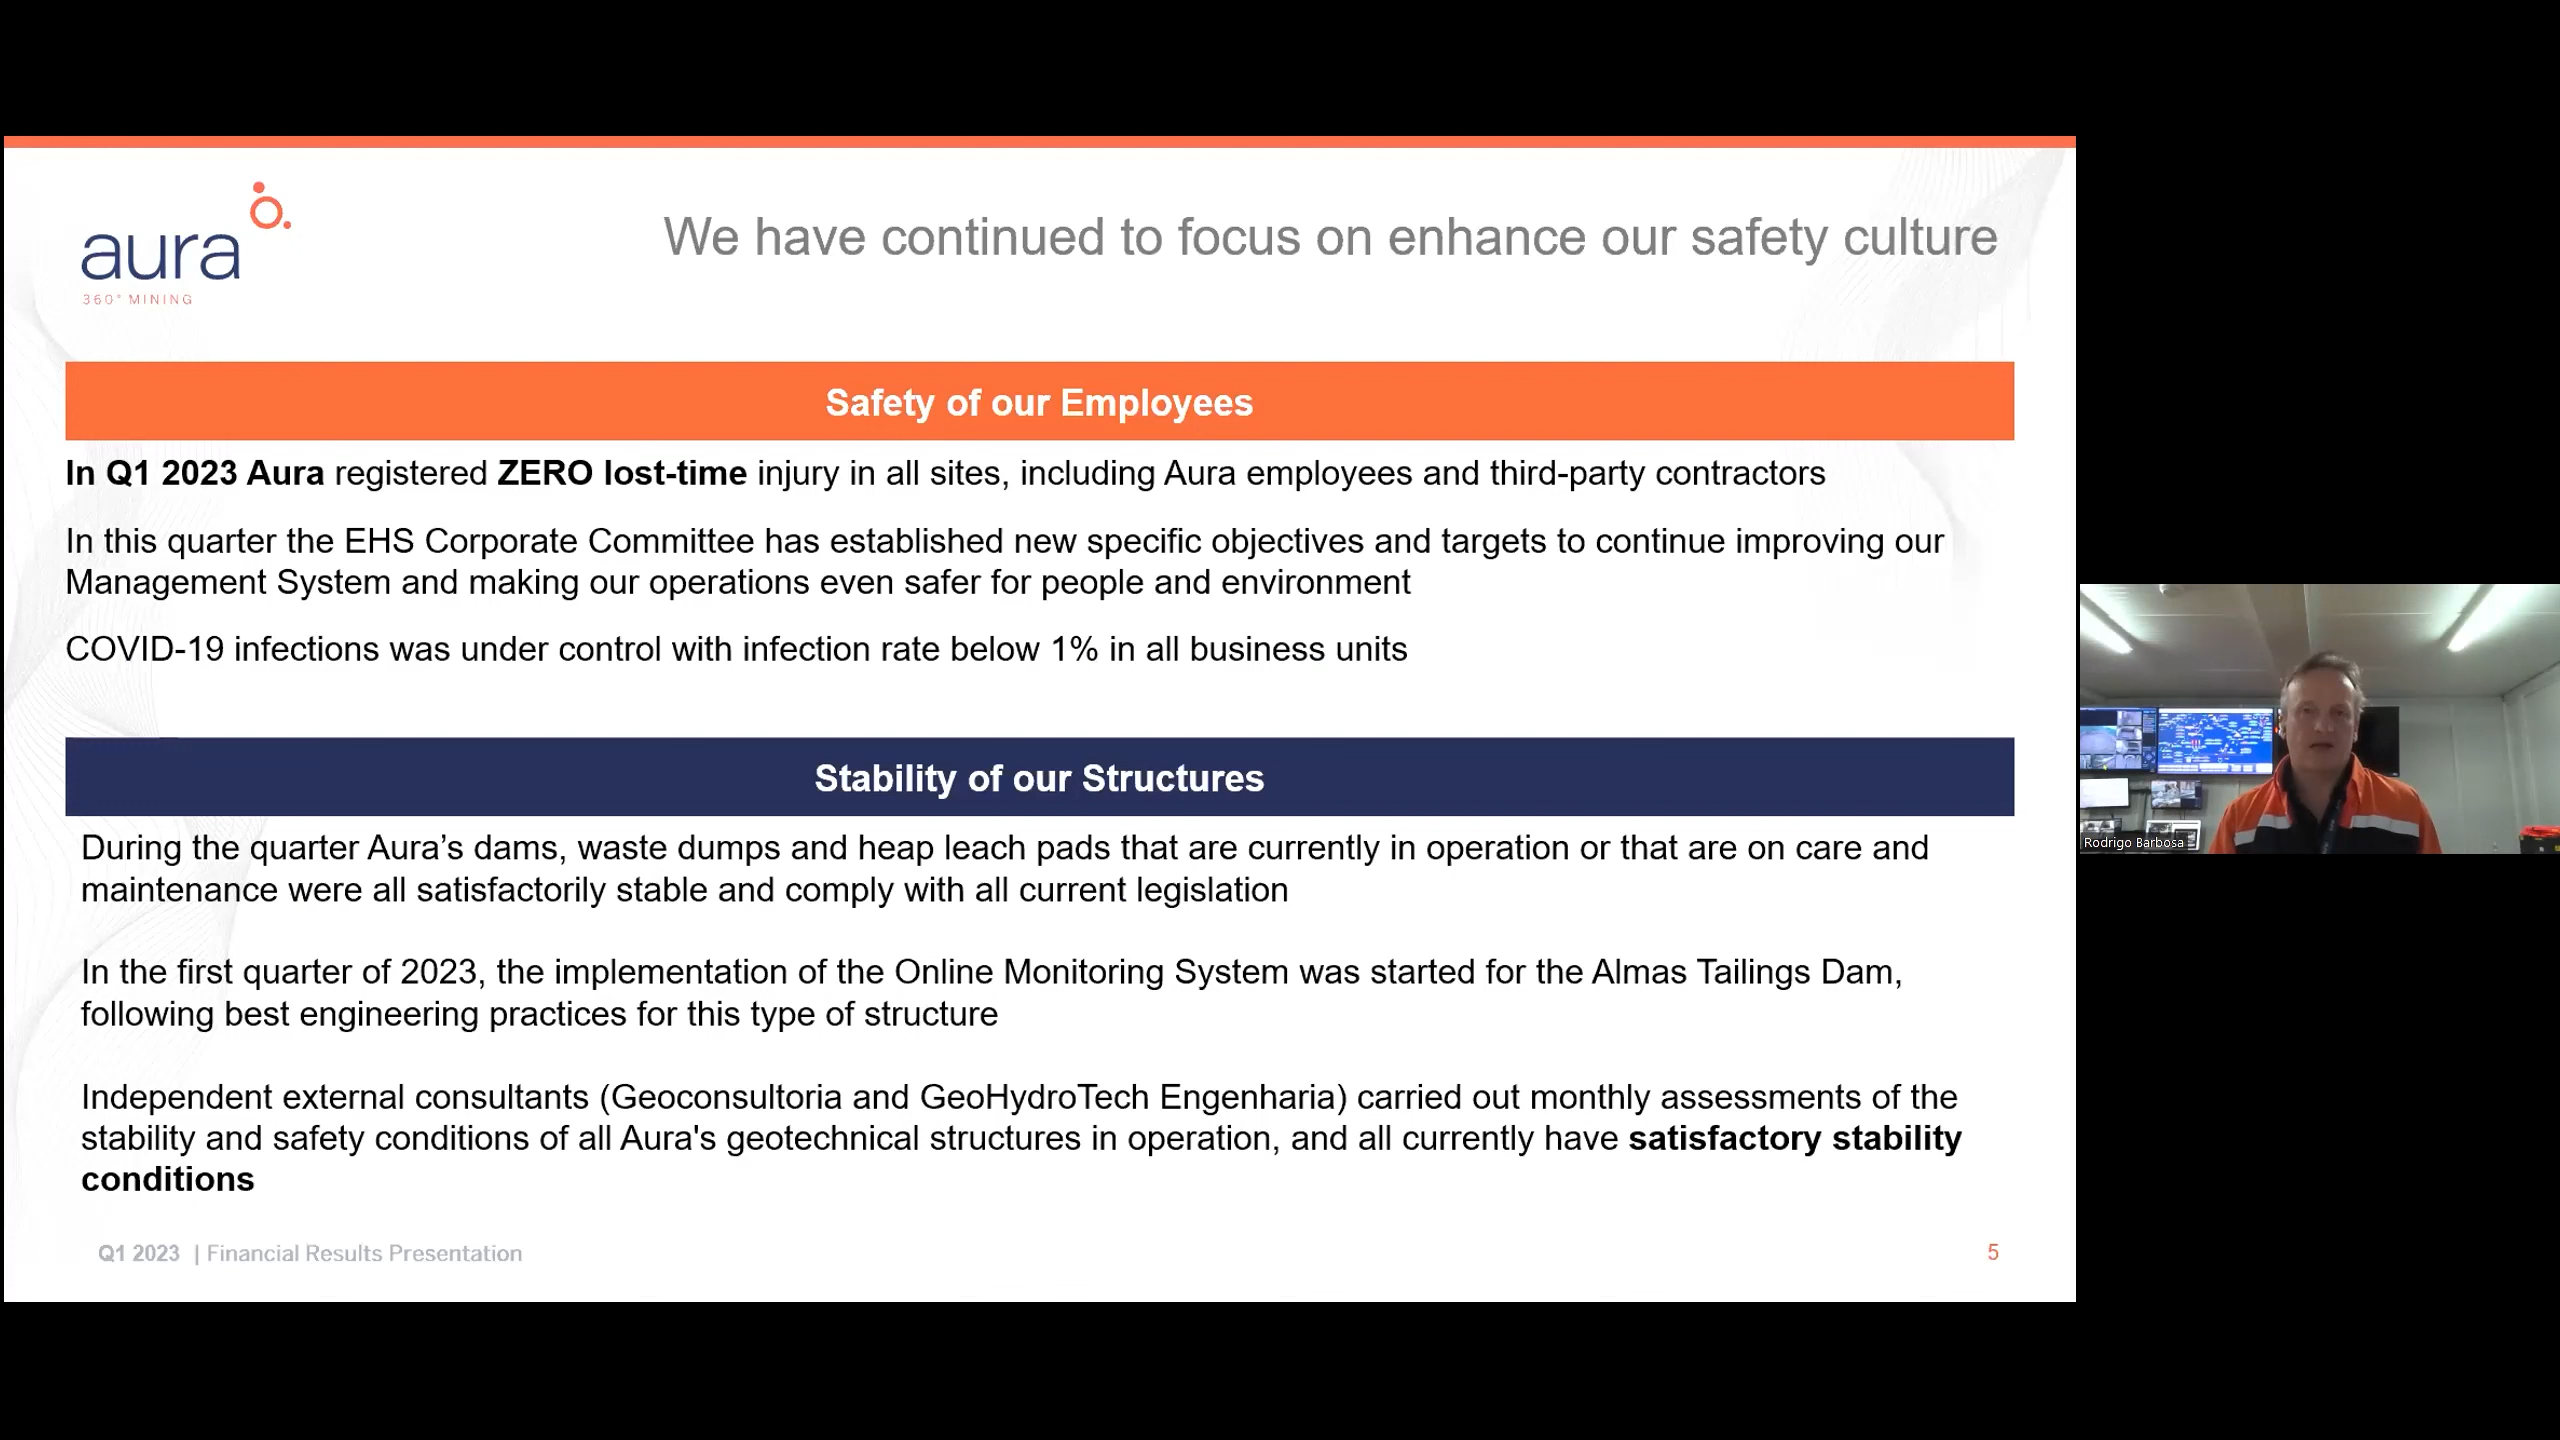 aura
360° MINING
We have continued to focus on enhance our safety culture
Safety of our Employees
In Q1 2023 Aura registered ZERO lost-time injury in all sites, including Aura employees and third-party contractors
In this quarter the EHS Corporate Committee has established new specific objectives and targets to continue improving our
Management System and making our operations even safer for people and environment
COVID-19 infections was under control with infection rate below 1% in all business units
Stability of our Structures
During the quarter Aura’s dams, waste dumps and heap leach pads that are currently in operation or that are on care and
maintenance were all satisfactorily stable and comply with all current legislation
In the first quarter of 2023, the implementation of the Online Monitoring System was started for the Almas Tailings Dam,
following best engineering practices for this type of structure
Independent external consultants (Geoconsultoria and GeoHydroTech Engenharia) carried out monthly assessments of the
stability and safety conditions of all Aura's geotechnical structures in operation, and all currently have satisfactory stability
conditions
Q1 2023 | Financial Results Presentation
5
Rodrigo Barbosa